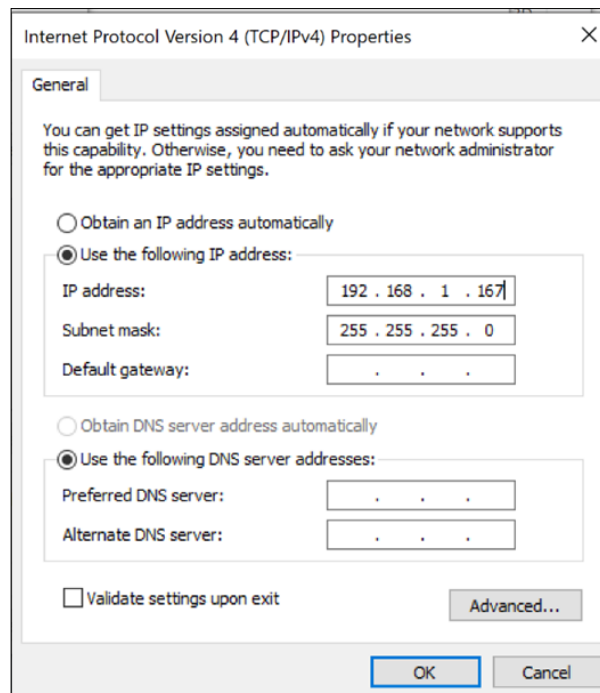 Internet Protocol Version 4 (TCP/IPv4) Properties
General
You can get IP settings assigned automatically if your network supports
this capability. Otherwise, you need to ask your network administrator
for the appropriate IP settings.
Obtain an IP address automatically
Use the following IP address:
IP address: 192 . 168 . 1 . 167
Subnet mask: 255 . 255 . 255 . 0
Default gateway: . . .
Obtain DNS server address automatically
Use the following DNS server addresses:
Preferred DNS server: . . .
Alternate DNS server: . . .
Validate settings upon exit
Advanced...
OK Cancel